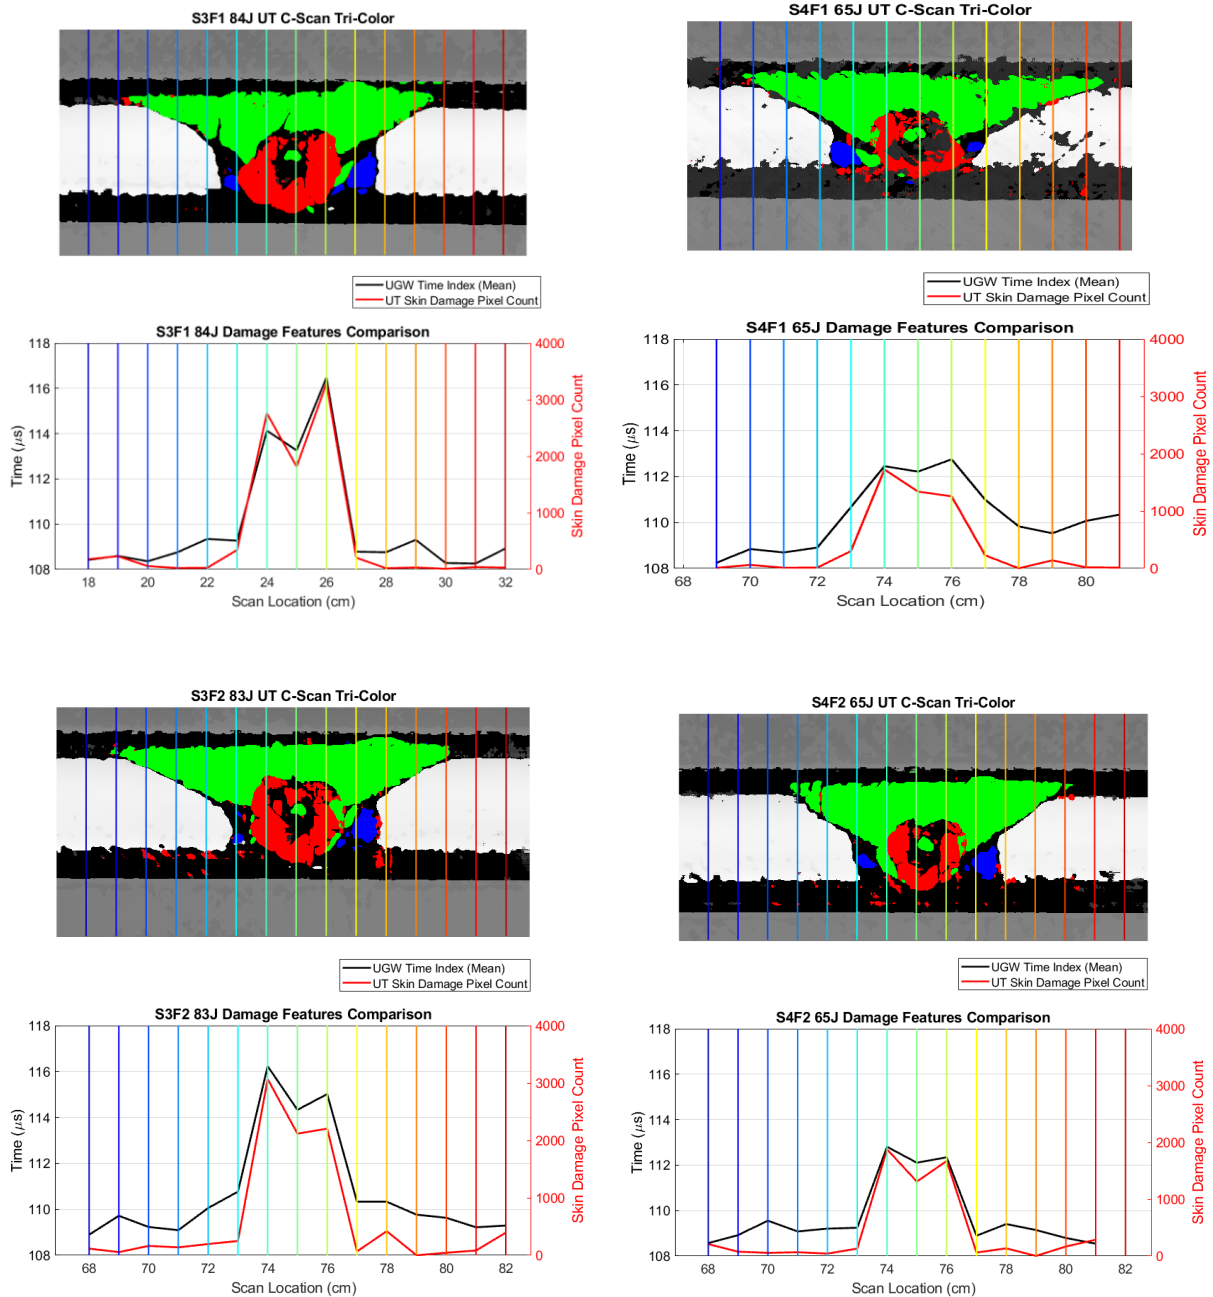 S3F1 84J UT C-Scan Tri-Color
UGW Time Index (Mean)
UT Skin Damage Pixel Count
S3F1 84J Damage Features Comparison
118
116
114
112
110
108
Time (μs)
4000
3000
2000
1000
0
Skin Damage Pixel Count
18 20 22 24 26 28 30 32
Scan Location (cm)
S4F1 65J UT C-Scan Tri-Color
UGW Time Index (Mean)
UT Skin Damage Pixel Count
S4F1 65J Damage Features Comparison
118
116
114
112
110
108
Time (μs)
4000
3000
2000
1000
0
Skin Damage Pixel Count
68 70 72 74 76 78 80
Scan Location (cm)
S3F2 83J UT C-Scan Tri-Color
UGW Time Index (Mean)
UT Skin Damage Pixel Count
S3F2 83J Damage Features Comparison
118
116
114
112
110
108
Time (μs)
4000
3000
2000
1000
0
Skin Damage Pixel Count
68 70 72 74 76 78 80 82
Scan Location (cm)
S4F2 65J UT C-Scan Tri-Color
UGW Time Index (Mean)
UT Skin Damage Pixel Count
S4F2 65J Damage Features Comparison
118
116
114
112
110
108
Time (μs)
4000
3000
2000
1000
0
Skin Damage Pixel Count
68 70 72 74 76 78 80 82
Scan Location (cm)